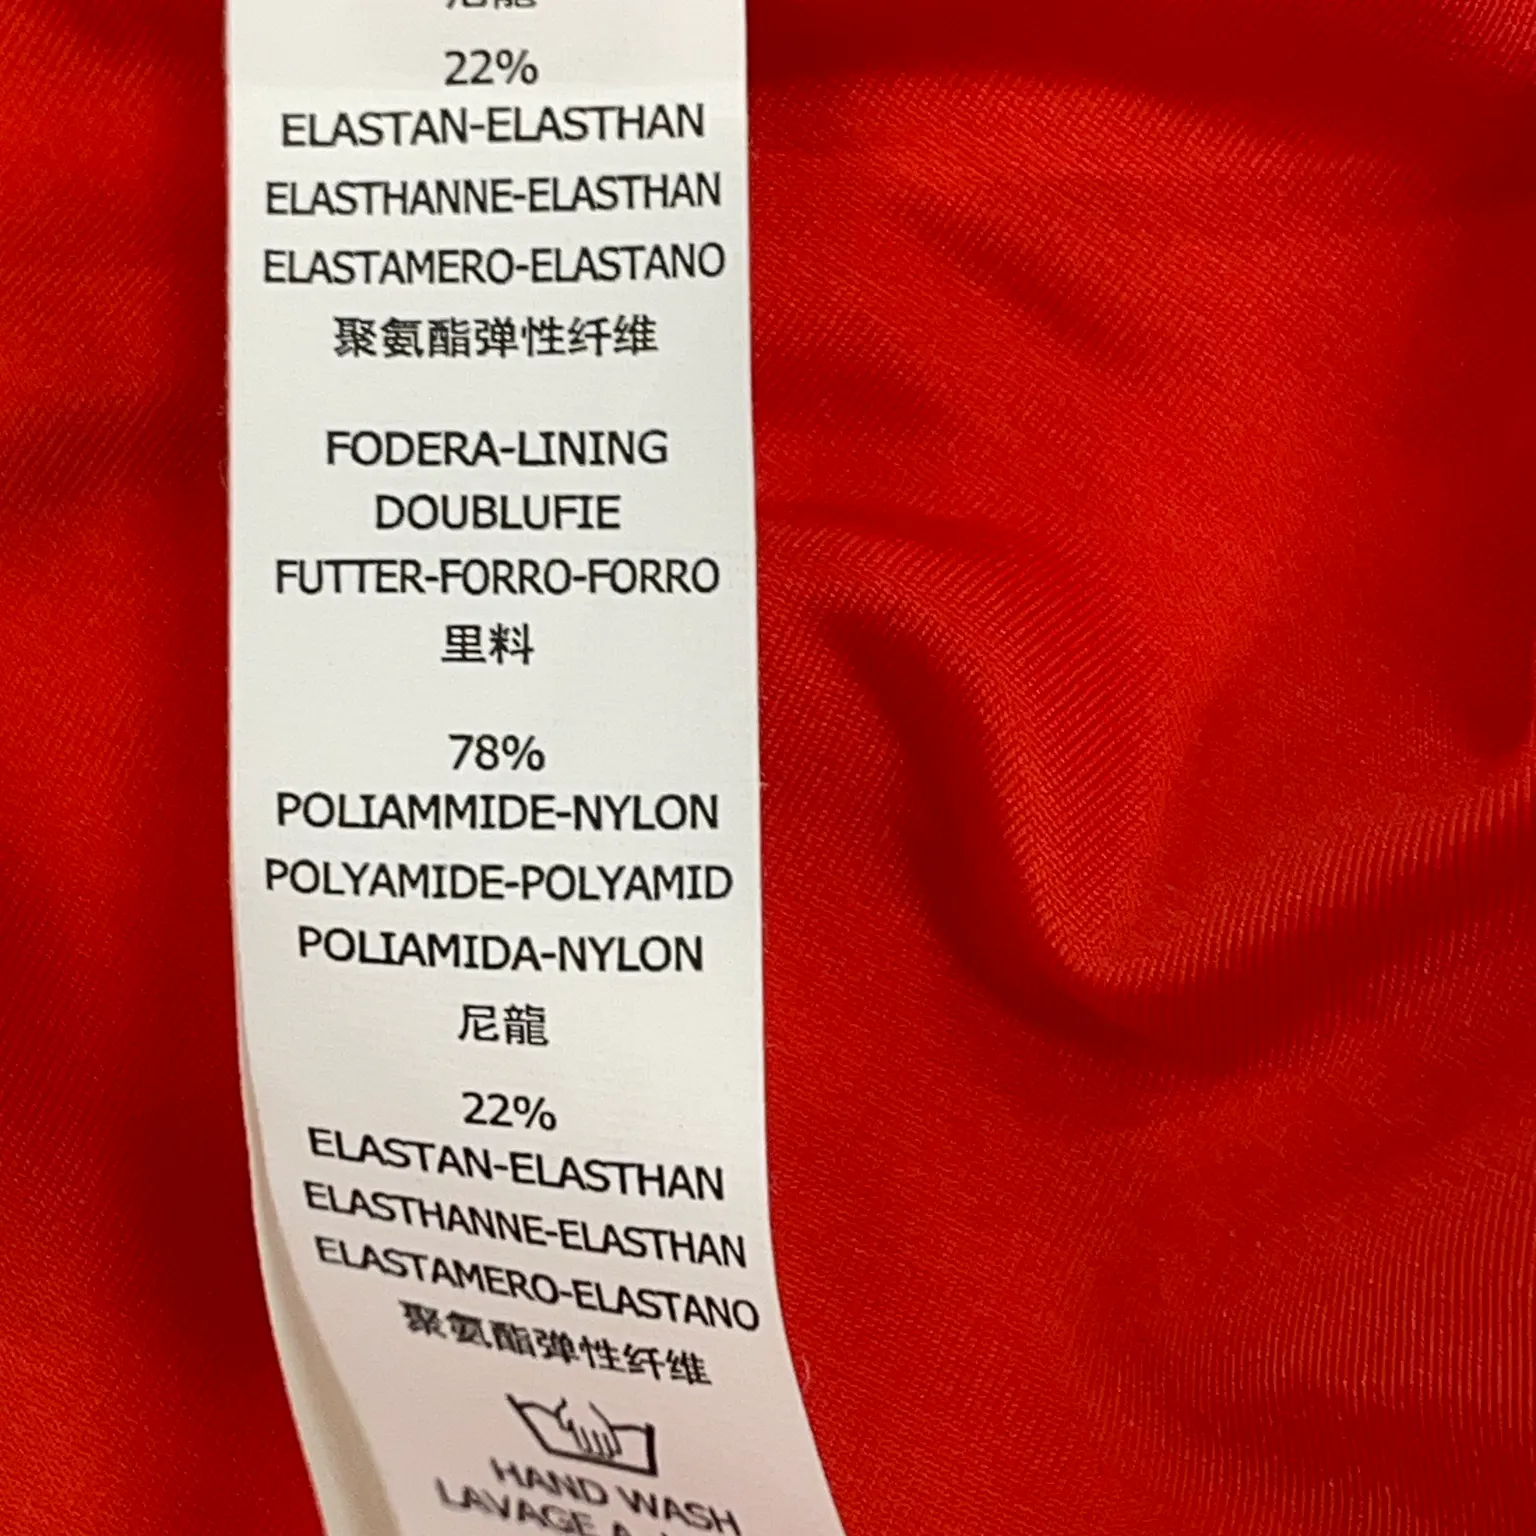 22%
ELASTAN-ELASTHAN
ELASTHANNE-ELASTHAN
ELASTAMERO-ELASTANO
聚氨酯弹性纤维
FODERA-LINING
DOUBLUFIE
FUTTER-FORRO-FORRO
里料
78%
POLIAMMIDE-NYLON
POLYAMIDE-POLYAMID
POLIAMIDA-NYLON
尼龍
22%
ELASTAN-ELASTHAN
ELASTHANNE-ELASTHAN
ELASTAMERO-ELASTANO
聚氨酯弹性纤维
HAND WASH
LAVAGE A